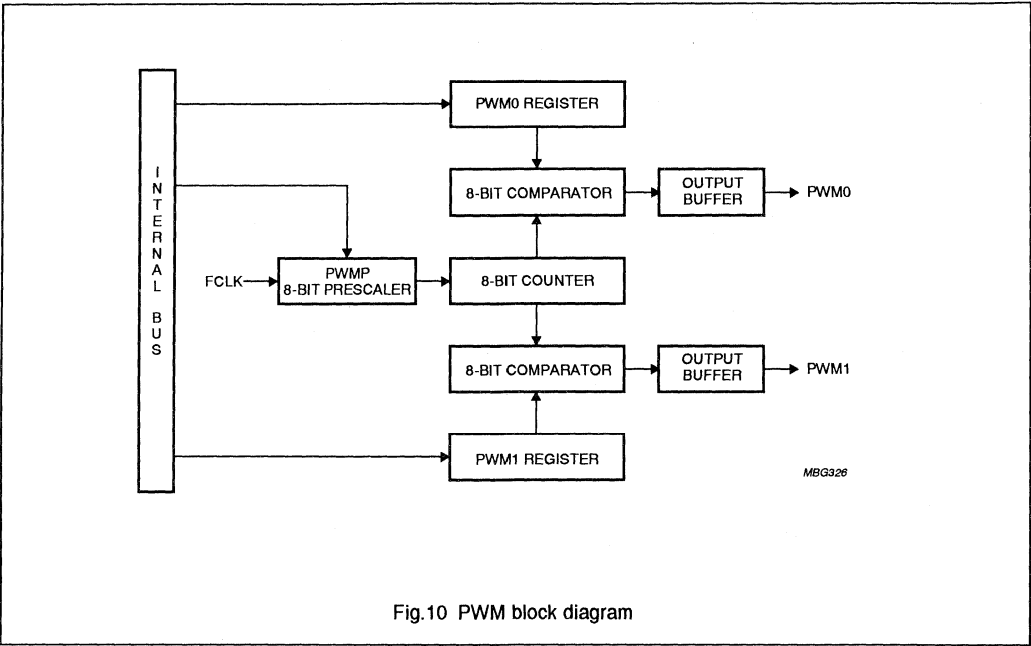 INTERNAL BUS
PWM0 REGISTER
8-BIT COMPARATOR
OUTPUT
BUFFER
PWM0
FCLK
PWMP
8-BIT PRESCALER
8-BIT COUNTER
8-BIT COMPARATOR
OUTPUT
BUFFER
PWM1
PWM1 REGISTER
MBG326
Fig.10 PWM block diagram